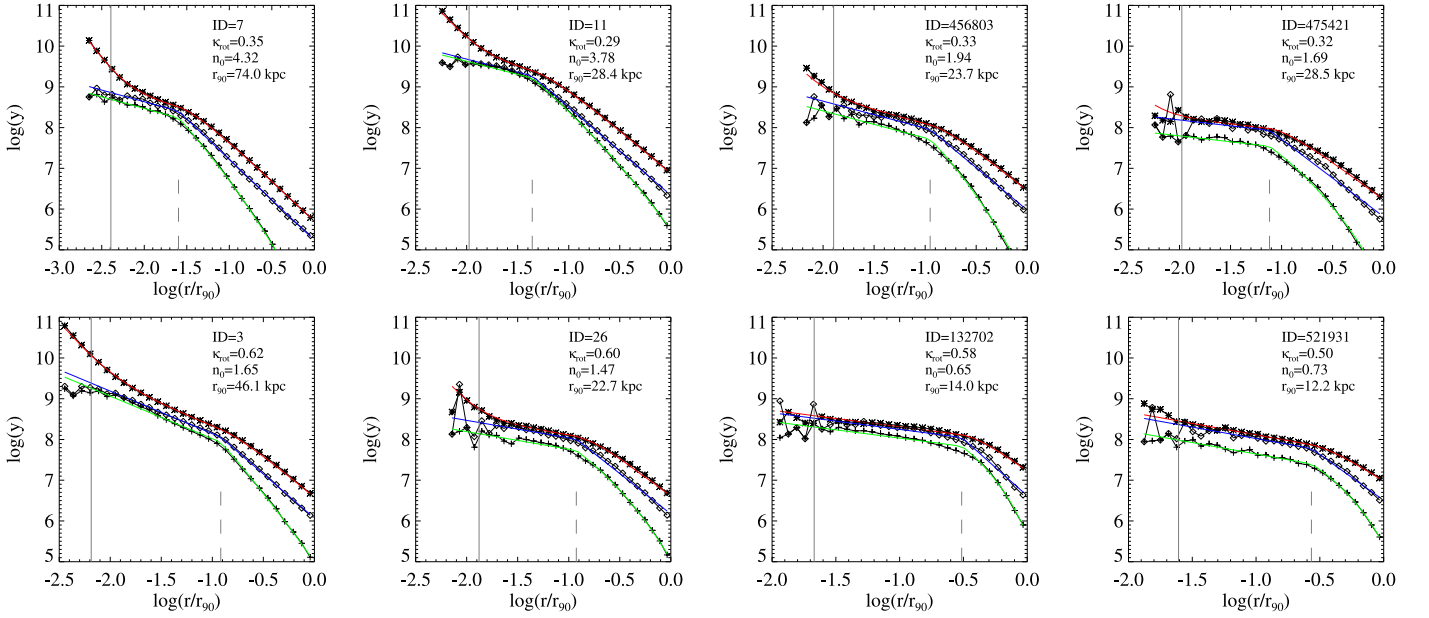 ID=7
κrot=0.35
n0=4.32
r90=74.0 kpc
log(y)
11
10
9
8
7
6
5
-3.0 -2.5 -2.0 -1.5 -1.0 -0.5 0.0
log(r/r90)
ID=11
κrot=0.29
n0=3.78
r90=28.4 kpc
log(y)
11
10
9
8
7
6
5
-2.5 -2.0 -1.5 -1.0 -0.5 0.0
log(r/r90)
ID=456803
κrot=0.33
n0=1.94
r90=23.7 kpc
log(y)
11
10
9
8
7
6
5
-2.5 -2.0 -1.5 -1.0 -0.5 0.0
log(r/r90)
ID=475421
κrot=0.32
n0=1.69
r90=28.5 kpc
log(y)
11
10
9
8
7
6
5
-2.5 -2.0 -1.5 -1.0 -0.5 0.0
log(r/r90)
ID=3
κrot=0.62
n0=1.65
r90=46.1 kpc
log(y)
11
10
9
8
7
6
5
-2.5 -2.0 -1.5 -1.0 -0.5 0.0
log(r/r90)
ID=26
κrot=0.60
n0=1.47
r90=22.7 kpc
log(y)
11
10
9
8
7
6
5
-2.5 -2.0 -1.5 -1.0 -0.5 0.0
log(r/r90)
ID=132702
κrot=0.58
n0=0.65
r90=14.0 kpc
log(y)
11
10
9
8
7
6
5
-2.0 -1.5 -1.0 -0.5 0.0
log(r/r90)
ID=521931
κrot=0.50
n0=0.73
r90=12.2 kpc
log(y)
11
10
9
8
7
6
5
-2.0 -1.5 -1.0 -0.5 0.0
log(r/r90)